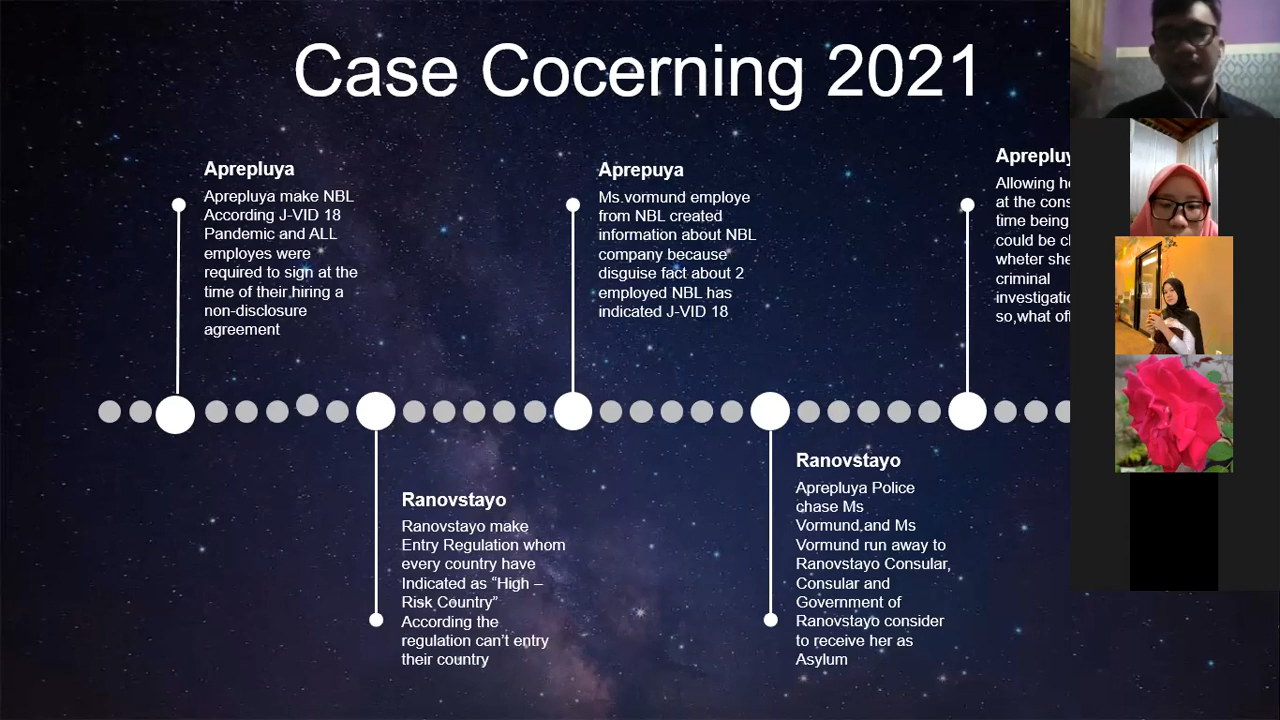 Case Cocerning 2021
Aprepluya
Aprepluya make NBL
According J-VID 18
Pandemic and ALL
employes were
required to sign at the
time of their hiring a
non-disclosure
agreement
Ranovstayo
Ranovstayo make
Entry Regulation whom
every country have
Indicated as “High –
Risk Country”
According the
regulation can’t entry
their country
Aprepuya
Ms.vormund employe
from NBL created
information about NBL
company because
disguise fact about 2
employed NBL has
indicated J-VID 18
Ranovstayo
Aprepluya Police
chase Ms
Vormund,and Ms
Vormund run away to
Ranovstayo Consular,
Consular and
Government of
Ranovstayo consider
to receive her as
Asylum
Allowing
at the
time being
could be
wheter
criminal
so,what